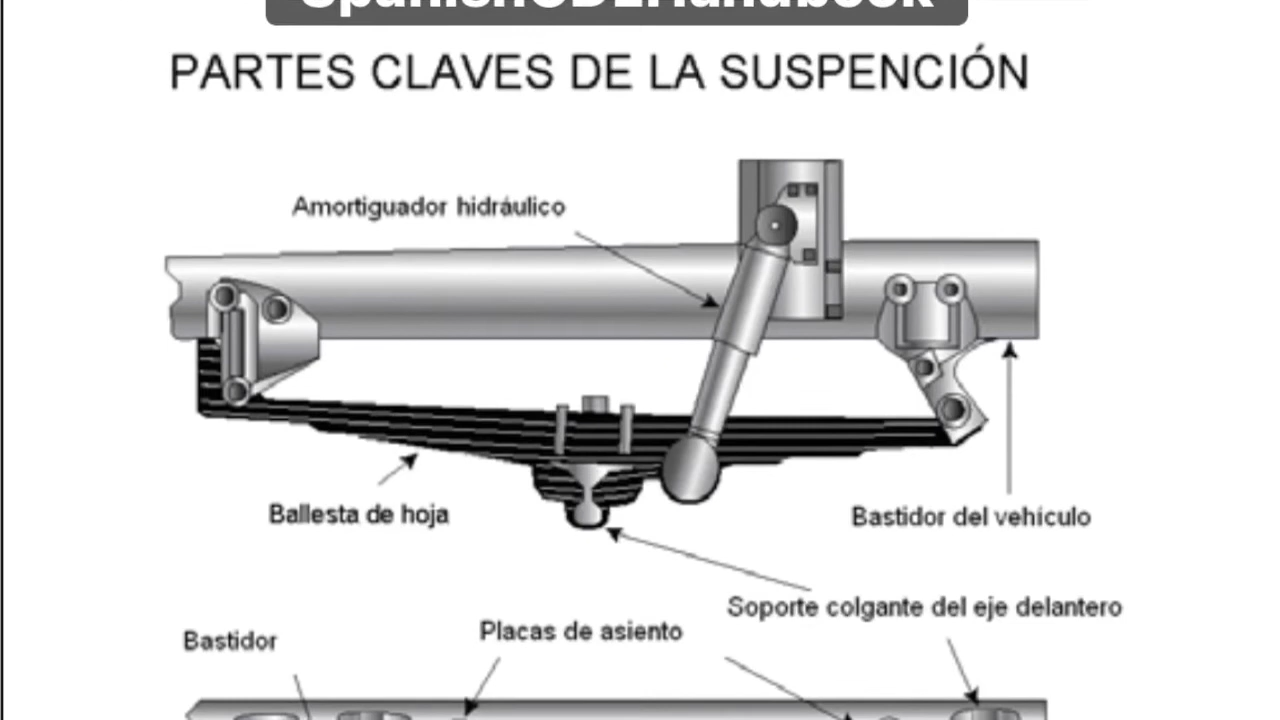 SpanishCDLHandbook
PARTES CLAVES DE LA SUSPENCIÓN
Amortiguador hidráulico
Ballesta de hoja
Bastidor del vehículo
Soporte colgante del eje delantero
Placas de asiento
Bastidor